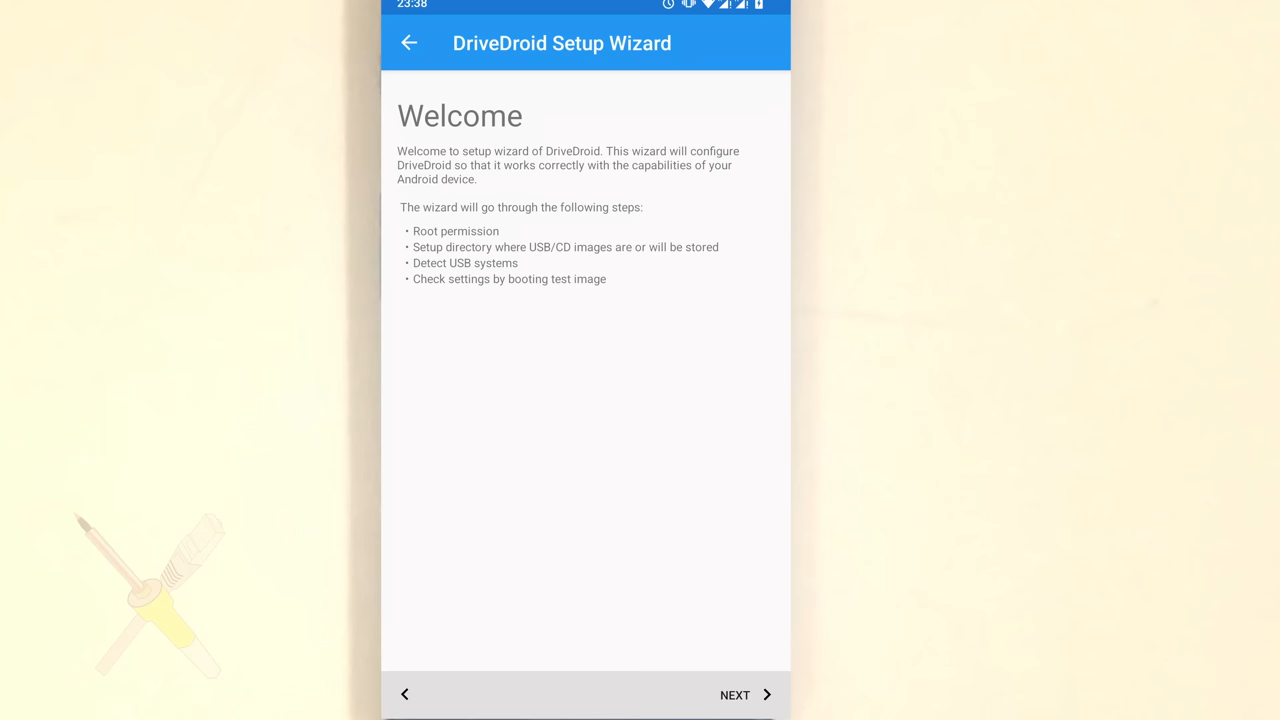 23:38
DriveDroid Setup Wizard
Welcome
Welcome to setup wizard of DriveDroid. This wizard will configure
DriveDroid so that it works correctly with the capabilities of your
Android device.
The wizard will go through the following steps:
• Root permission
• Setup directory where USB/CD images are or will be stored
• Detect USB systems
• Check settings by booting test image
NEXT